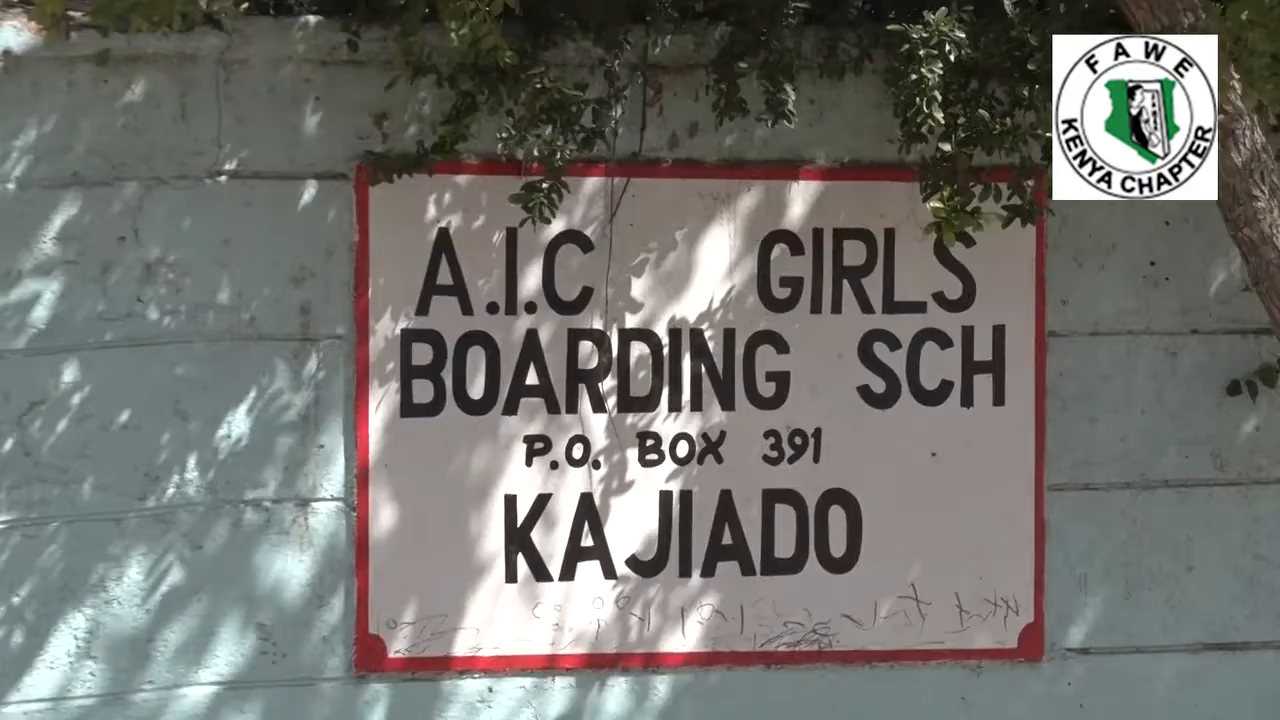 A.I.C GIRLS
BOARDING SCH
P.O. BOX 391
KAJIADO
FAWE
KENYA CHAPTER